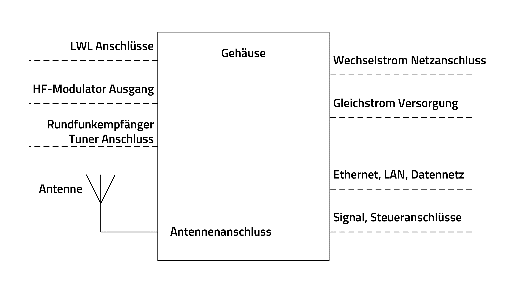 LWL Anschlüsse
Gehäuse
Wechselstrom Netzanschluss
HF-Modulator Ausgang
Gleichstrom Versorgung
Rundfunkempfänger
Tuner Anschluss
Ethernet, LAN, Datennetz
Antenne
Signal, Steueranschlüsse
Antennenanschluss